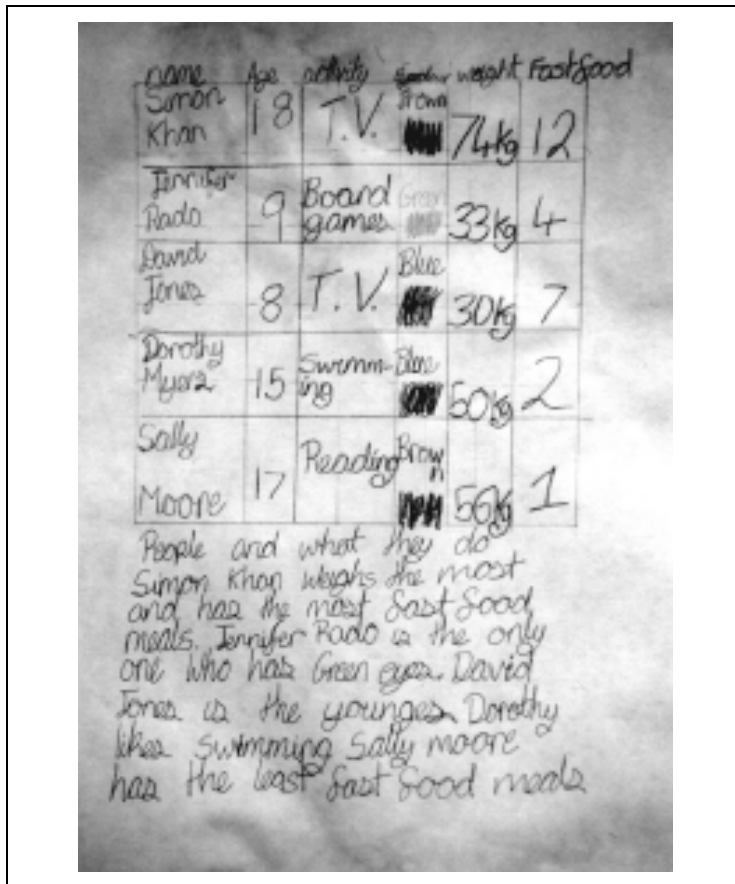 name Age activity weight Fastfood
Simon Khan 18 T.V. Brown 74kg 12
Jennifer Rado 9 Board games Green 33kg 4
David Jones 8 T.V. Blue 30kg 7
Dorothy Myers 15 Swimm-ing Blue 50kg 2
Sally Moore 17 Reading Brown 56kg 1
People and what they do
Simon Khan weighs the most
and has the most fast food
meals. Jennifer Rado is the only
one who has Green eyes. David
Jones is the younges. Dorothy
likes swimming Sally moore
has the least fast food meals